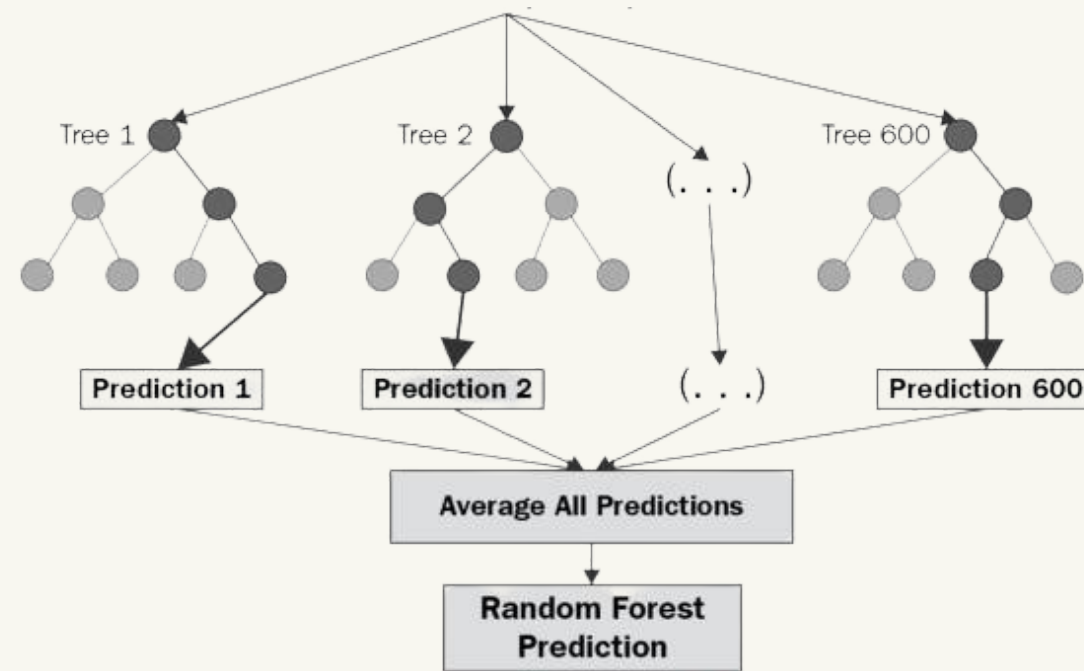 Tree 1
Tree 2
Tree 600
(. . .)
Prediction 1
Prediction 2
(. . .)
Prediction 600
Average All Predictions
Random Forest
Prediction